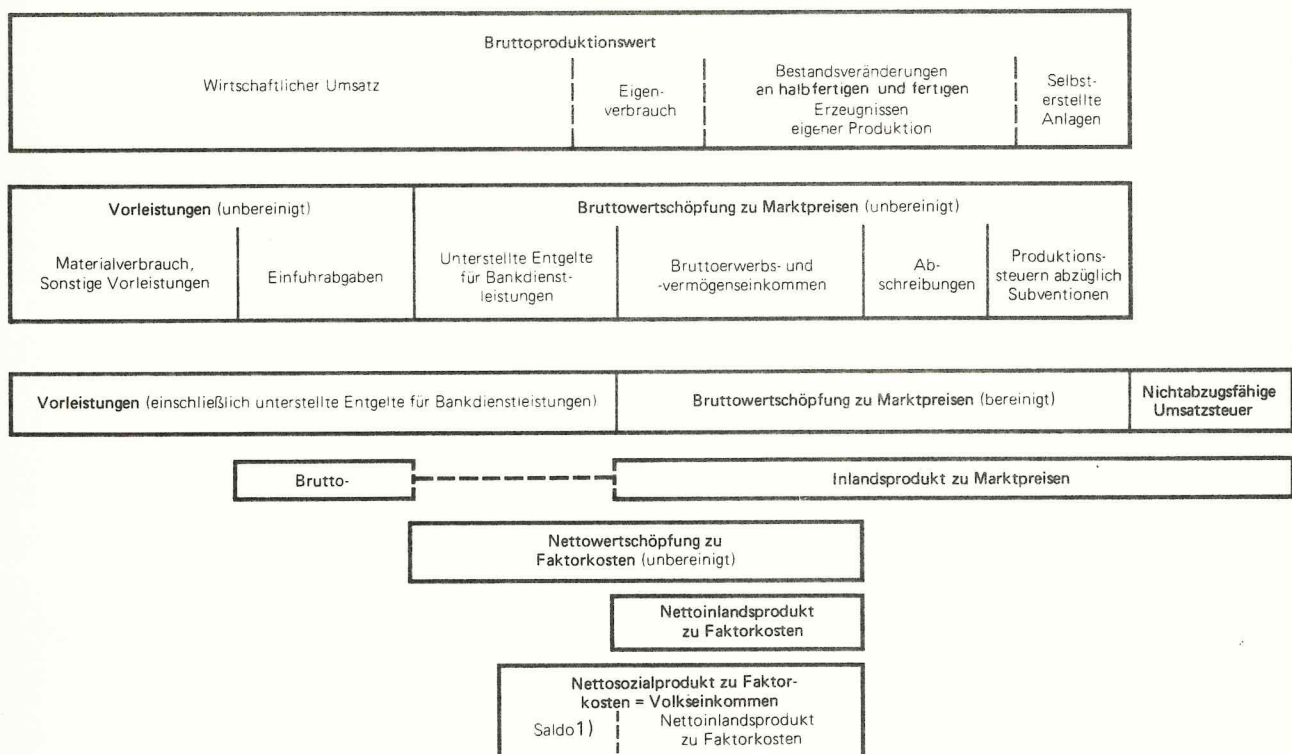 Bruttoproduktionswert
Wirtschaftlicher Umsatz
Eigen-
verbrauch
Bestandsveränderungen
an halbfertigen und fertigen
Erzeugnissen
eigener Produktion
Selbst-
erstellte
Anlagen
Vorleistungen (unbereinigt)
Bruttowertschöpfung zu Marktpreisen (unbereinigt)
Materialverbrauch,
Sonstige Vorleistungen
Einfuhrabgaben
Unterstellte Entgelte
für Bankdienst-
leistungen
Bruttoerwerbs- und
-vermögenseinkommen
Ab-
schreibungen
Produktions-
steuern abzüglich
Subventionen
Vorleistungen (einschließlich unterstellte Entgelte für Bankdienstleistungen)
Bruttowertschöpfung zu Marktpreisen (bereinigt)
Nichtabzugsfähige
Umsatzsteuer
Brutto-
Inlandsprodukt zu Marktpreisen
Nettowertschöpfung zu
Faktorkosten (unbereinigt)
Nettoinlandsprodukt
zu Faktorkosten
Nettosozialprodukt zu Faktor-
kosten = Volkseinkommen
Saldo1)
Nettoinlandsprodukt
zu Faktorkosten